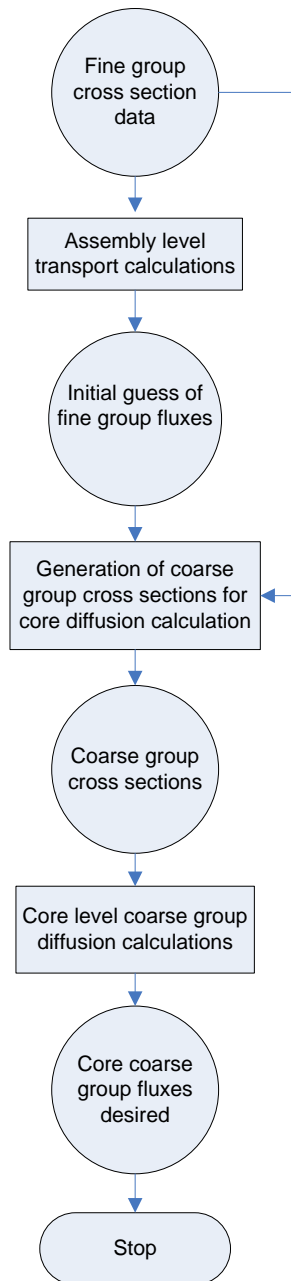 Fine group
cross section
data
Assembly level
transport calculations
Initial guess of
fine group fluxes
Generation of coarse
group cross sections for
core diffusion calculation
Coarse group
cross sections
Core level coarse group
diffusion calculations
Core coarse
group fluxes
desired
Stop